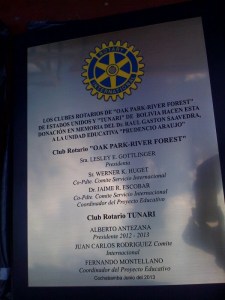 LOS CLUBES ROTARIOS DE "OAK PARK-RIVER FOREST"
DE ESTADOS UNIDOS Y "TUNARI" DE BOLIVIA HACEN ESTA
DONACIÓN EN MEMORIA DEL Dr. RAUL GASTON SAAVEDRA,
A LA UNIDAD EDUCATIVA "PRUDENCIO ARAUJO"
Club Rotario "OAK PARK-RIVER FOREST"
Sra. LESLEY E. GOTTLINGER
Presidenta
Sr. WERNER K. HUGET
Co-Pdte. Comite Servicio Internacional
Dr. JAIME R. ESCOBAR
Co-Pdte. Comite Servicio Internacional
Coordinador del Proyecto Educativo
Club Rotario TUNARI
ALBERTO ANTEZANA
Presidente 2012 - 2013
JUAN CARLOS RODRIGUEZ Comite
Internacional
FERNANDO MONTELLANO
Coordinador del Proyecto Educativo
Cochabamba Junio del 2013